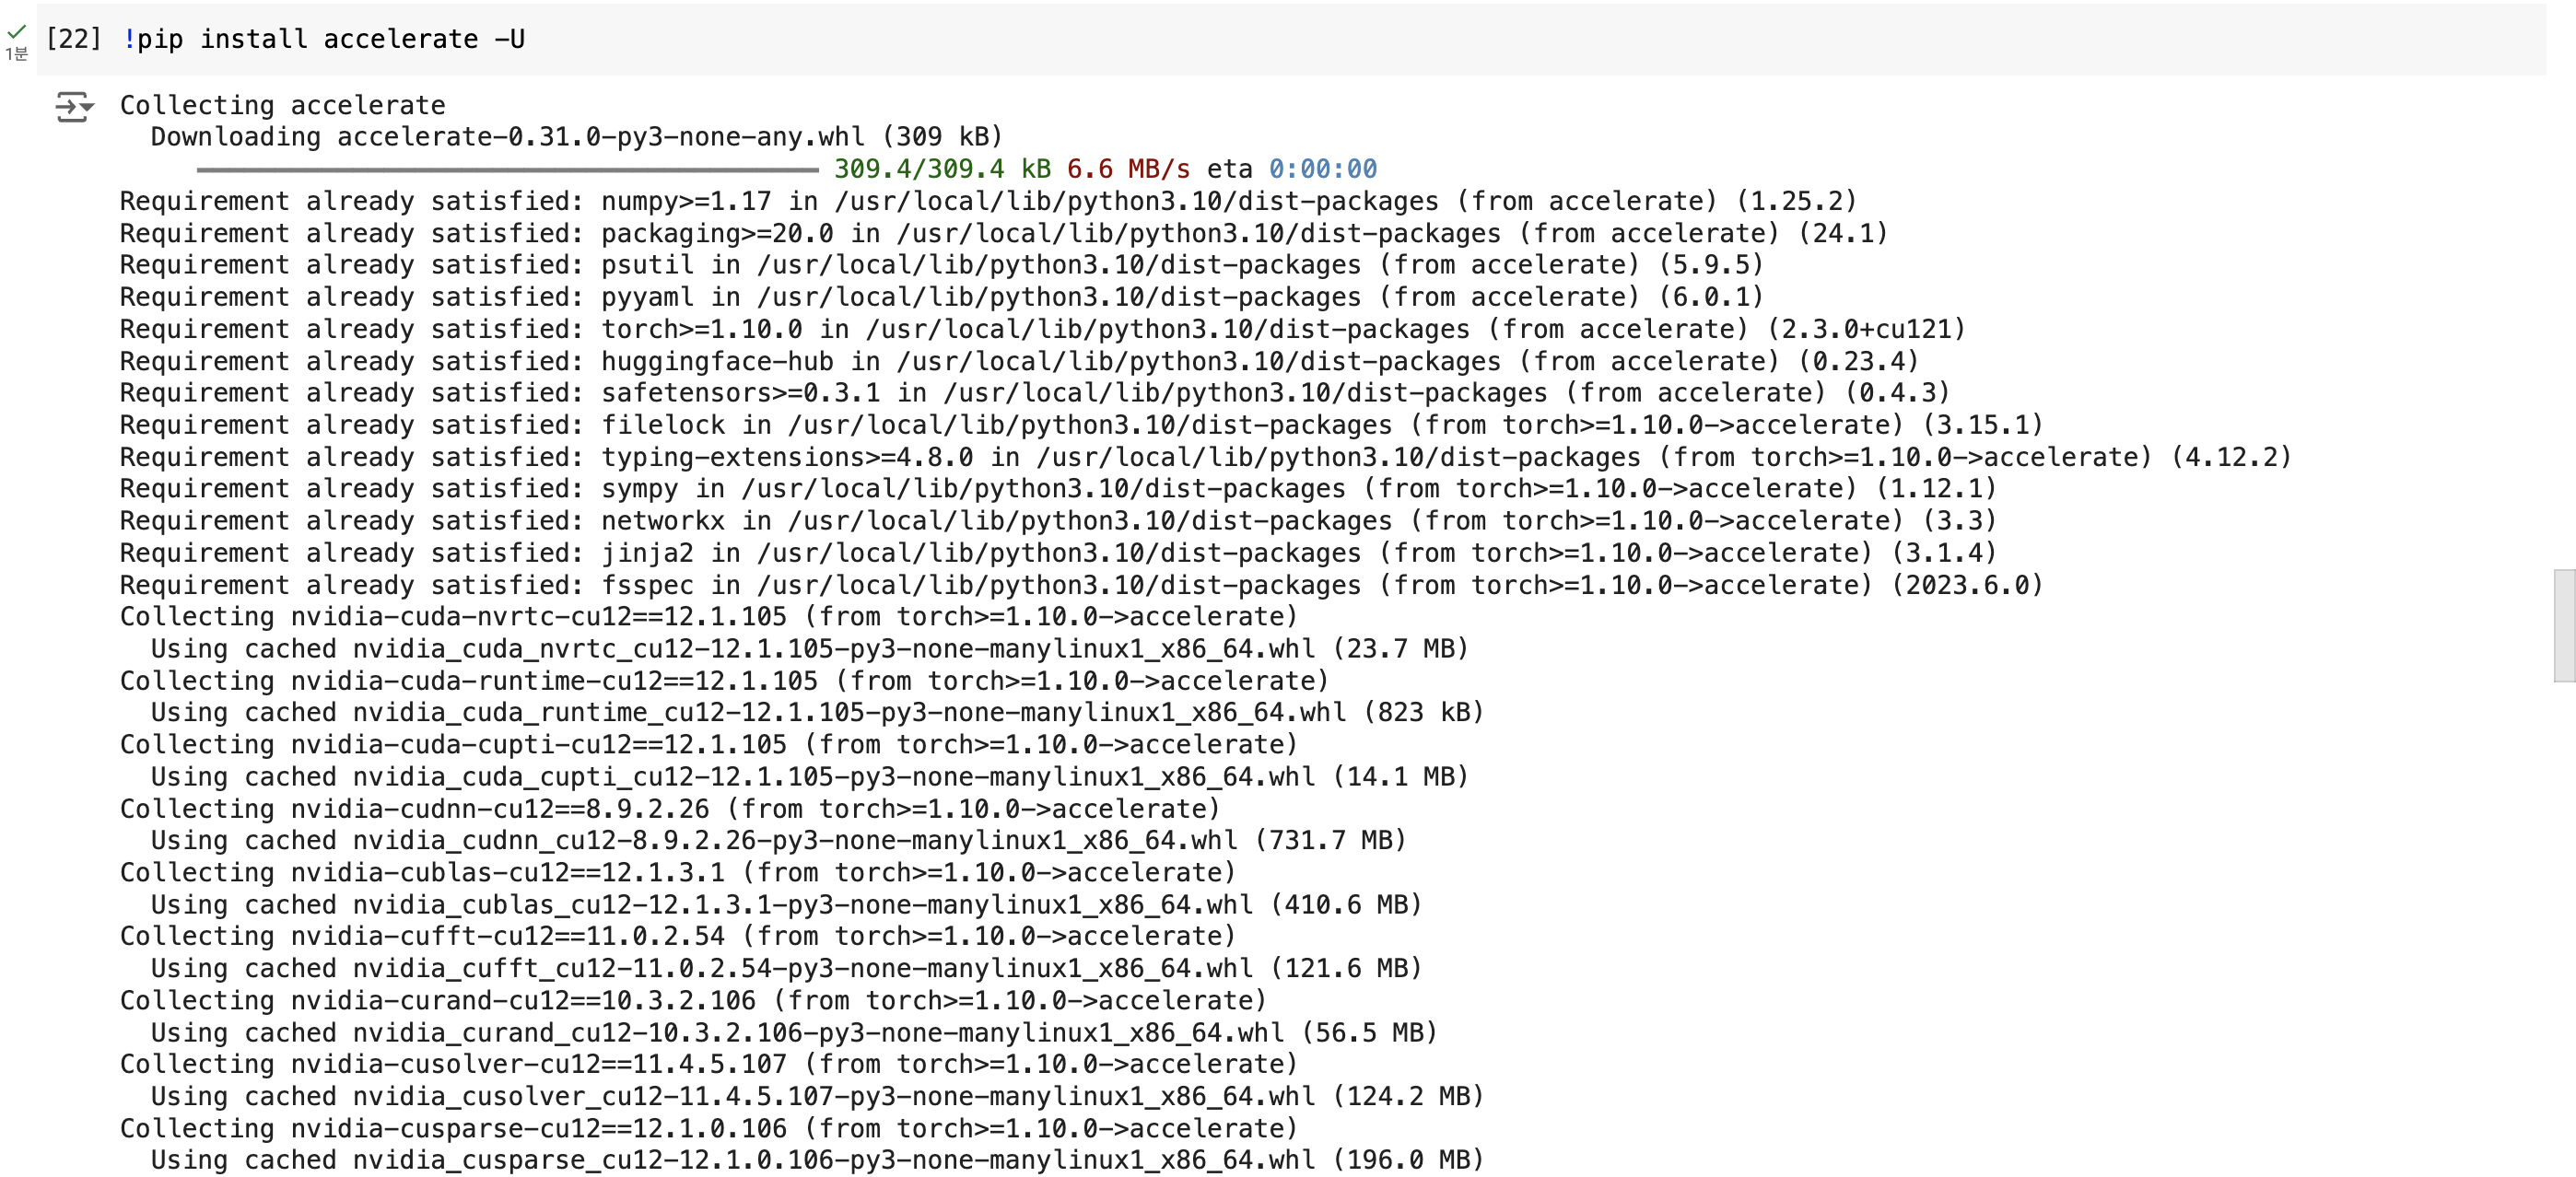 [22] !pip install accelerate -U
1분
Collecting accelerate
  Downloading accelerate-0.31.0-py3-none-any.whl (309 kB)
309.4/309.4 kB 6.6 MB/s eta 0:00:00
Requirement already satisfied: numpy>=1.17 in /usr/local/lib/python3.10/dist-packages (from accelerate) (1.25.2)
Requirement already satisfied: packaging>=20.0 in /usr/local/lib/python3.10/dist-packages (from accelerate) (24.1)
Requirement already satisfied: psutil in /usr/local/lib/python3.10/dist-packages (from accelerate) (5.9.5)
Requirement already satisfied: pyyaml in /usr/local/lib/python3.10/dist-packages (from accelerate) (6.0.1)
Requirement already satisfied: torch>=1.10.0 in /usr/local/lib/python3.10/dist-packages (from accelerate) (2.3.0+cu121)
Requirement already satisfied: huggingface-hub in /usr/local/lib/python3.10/dist-packages (from accelerate) (0.23.4)
Requirement already satisfied: safetensors>=0.3.1 in /usr/local/lib/python3.10/dist-packages (from accelerate) (0.4.3)
Requirement already satisfied: filelock in /usr/local/lib/python3.10/dist-packages (from torch>=1.10.0->accelerate) (3.15.1)
Requirement already satisfied: typing-extensions>=4.8.0 in /usr/local/lib/python3.10/dist-packages (from torch>=1.10.0->accelerate) (4.12.2)
Requirement already satisfied: sympy in /usr/local/lib/python3.10/dist-packages (from torch>=1.10.0->accelerate) (1.12.1)
Requirement already satisfied: networkx in /usr/local/lib/python3.10/dist-packages (from torch>=1.10.0->accelerate) (3.3)
Requirement already satisfied: jinja2 in /usr/local/lib/python3.10/dist-packages (from torch>=1.10.0->accelerate) (3.1.4)
Requirement already satisfied: fsspec in /usr/local/lib/python3.10/dist-packages (from torch>=1.10.0->accelerate) (2023.6.0)
Collecting nvidia-cuda-nvrtc-cu12==12.1.105 (from torch>=1.10.0->accelerate)
  Using cached nvidia_cuda_nvrtc_cu12-12.1.105-py3-none-manylinux1_x86_64.whl (23.7 MB)
Collecting nvidia-cuda-runtime-cu12==12.1.105 (from torch>=1.10.0->accelerate)
  Using cached nvidia_cuda_runtime_cu12-12.1.105-py3-none-manylinux1_x86_64.whl (823 kB)
Collecting nvidia-cuda-cupti-cu12==12.1.105 (from torch>=1.10.0->accelerate)
  Using cached nvidia_cuda_cupti_cu12-12.1.105-py3-none-manylinux1_x86_64.whl (14.1 MB)
Collecting nvidia-cudnn-cu12==8.9.2.26 (from torch>=1.10.0->accelerate)
  Using cached nvidia_cudnn_cu12-8.9.2.26-py3-none-manylinux1_x86_64.whl (731.7 MB)
Collecting nvidia-cublas-cu12==12.1.3.1 (from torch>=1.10.0->accelerate)
  Using cached nvidia_cublas_cu12-12.1.3.1-py3-none-manylinux1_x86_64.whl (410.6 MB)
Collecting nvidia-cufft-cu12==11.0.2.54 (from torch>=1.10.0->accelerate)
  Using cached nvidia_cufft_cu12-11.0.2.54-py3-none-manylinux1_x86_64.whl (121.6 MB)
Collecting nvidia-curand-cu12==10.3.2.106 (from torch>=1.10.0->accelerate)
  Using cached nvidia_curand_cu12-10.3.2.106-py3-none-manylinux1_x86_64.whl (56.5 MB)
Collecting nvidia-cusolver-cu12==11.4.5.107 (from torch>=1.10.0->accelerate)
  Using cached nvidia_cusolver_cu12-11.4.5.107-py3-none-manylinux1_x86_64.whl (124.2 MB)
Collecting nvidia-cusparse-cu12==12.1.0.106 (from torch>=1.10.0->accelerate)
  Using cached nvidia_cusparse_cu12-12.1.0.106-py3-none-manylinux1_x86_64.whl (196.0 MB)